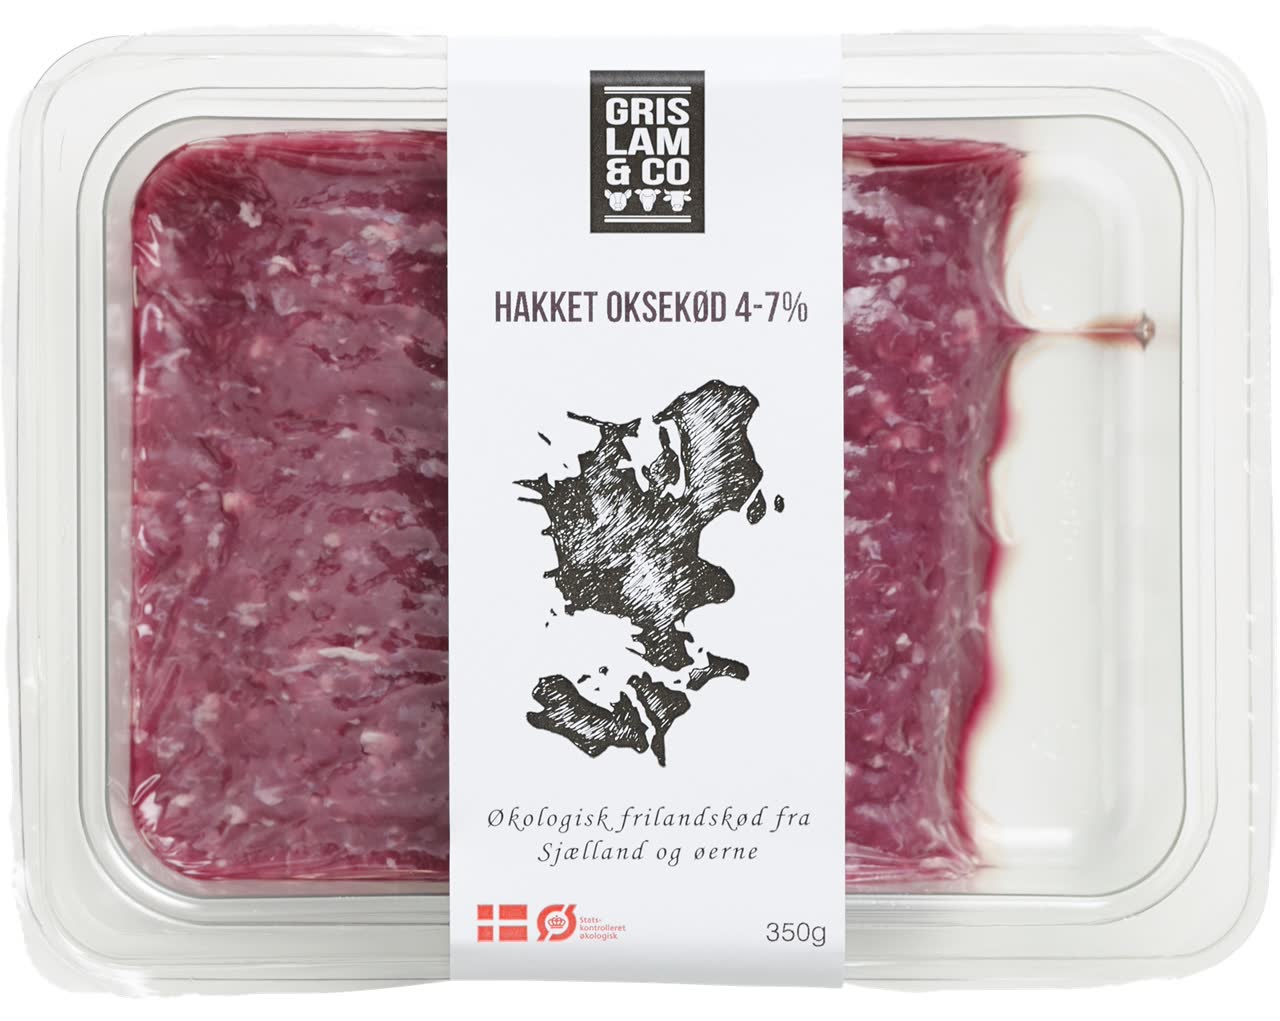 GRIS
LAM
& CO
HAKKET OKSEKØD 4-7%
Økologisk frilandskød fra
Sjælland og øerne
Stats-
kontrolleret
økologisk
350g